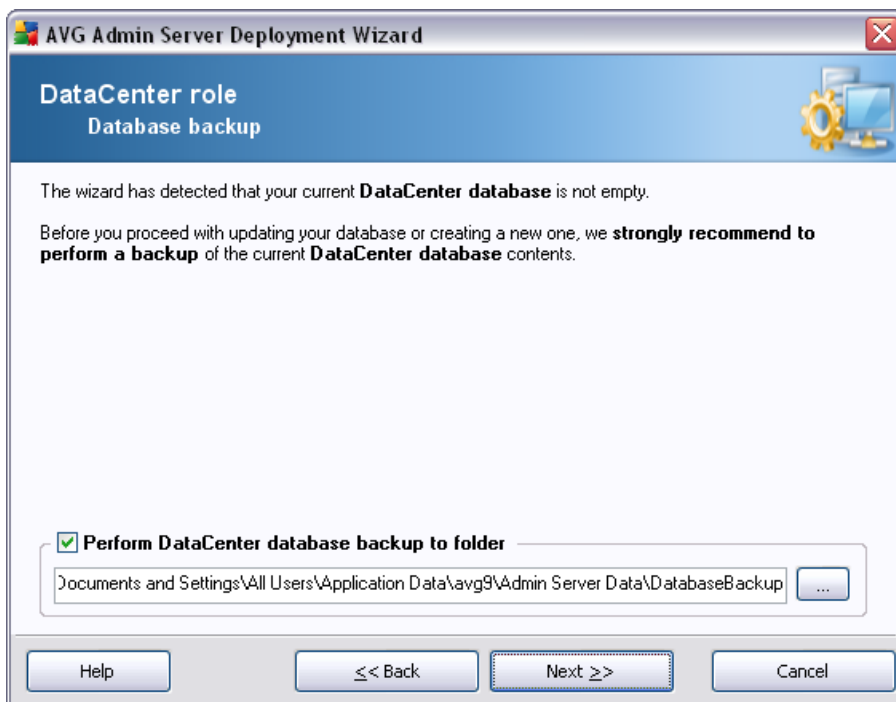 AVG Admin Server Deployment Wizard
DataCenter role
Database backup
The wizard has detected that your current DataCenter database is not empty.
Before you proceed with updating your database or creating a new one, we strongly recommend to
perform a backup of the current DataCenter database contents.
Perform DataCenter database backup to folder
Documents and Settings\All Users\Application Data\avg9\Admin Server Data\DatabaseBackup
...
Help
<< Back
Next >>
Cancel